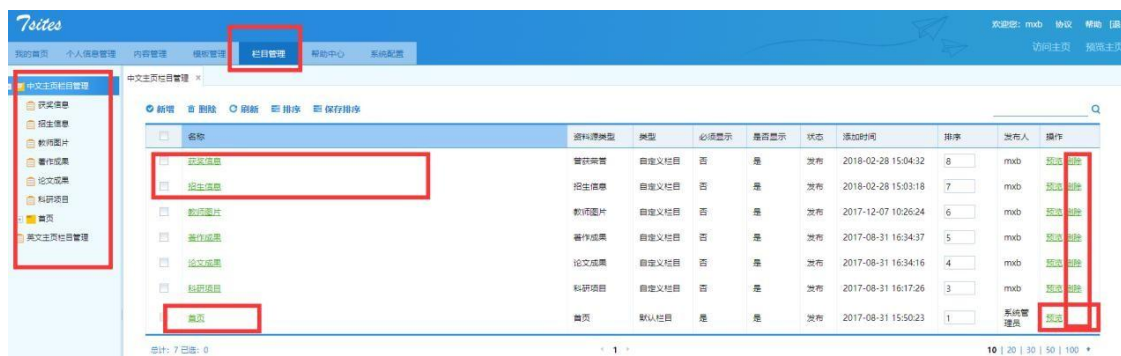 Tsites
欢迎您: mxb 协议 帮助 [退
我的首页 个人信息管理 内容管理 模板管理 栏目管理 帮助中心 系统配置
访问主页 预览主页
中文主页栏目管理
获奖信息
招生信息
教师图片
著作成果
论文成果
科研项目
首页
英文主页栏目管理
中文主页栏目管理 ×
新增 删除 刷新 排序 保存排序
名称 资料源类型 类型 必须显示 是否显示 状态 添加时间 排序 发布人 操作
获奖信息 曾获荣誉 自定义栏目 否 是 发布 2018-02-28 15:04:32 8 mxb 预览 删除
招生信息 招生信息 自定义栏目 否 是 发布 2018-02-28 15:03:18 7 mxb 预览 删除
教师图片 教师图片 自定义栏目 否 是 发布 2017-12-07 10:26:24 6 mxb 预览 删除
著作成果 著作成果 自定义栏目 否 是 发布 2017-08-31 16:34:37 5 mxb 预览 删除
论文成果 论文成果 自定义栏目 否 是 发布 2017-08-31 16:34:16 4 mxb 预览 删除
科研项目 科研项目 自定义栏目 否 是 发布 2017-08-31 16:17:26 3 mxb 预览 删除
首页 首页 默认栏目 是 是 发布 2017-08-31 15:50:23 1 系统管理员 预览
总计: 7 已选: 0 1 10 | 20 | 30 | 50 | 100